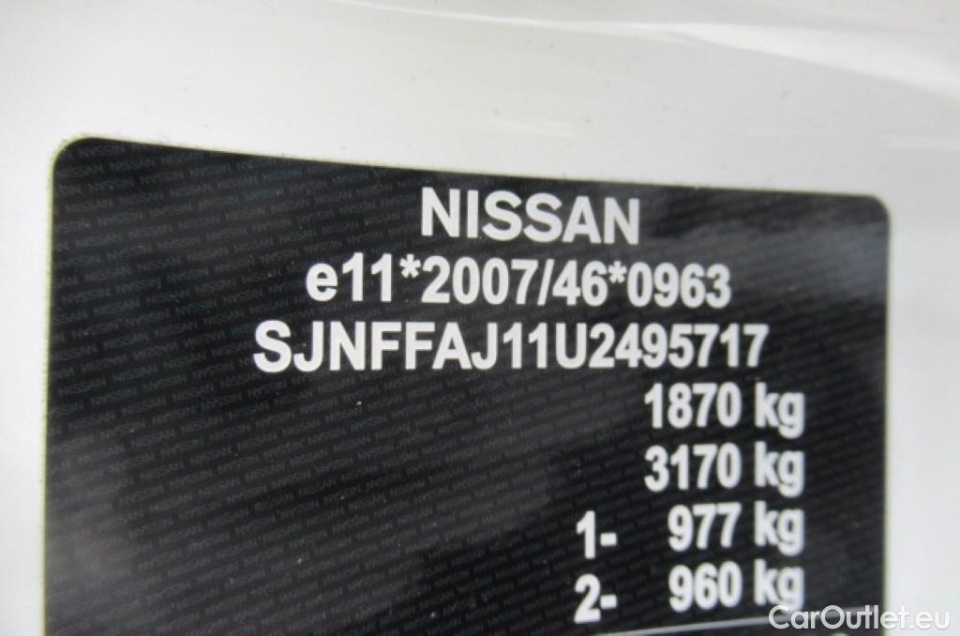 NISSAN
e11*2007/46*0963
SJNFFAJ11U2495717
1870 kg
3170 kg
1- 977 kg
2- 960 kg
CarOutlet.eu